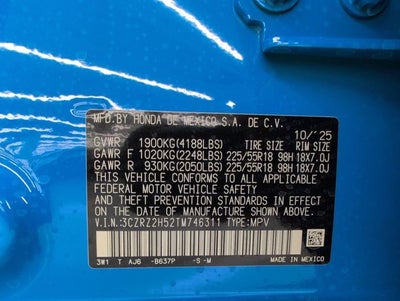 MFD.BY HONDA DE MEXICO S.A. DE C.V.
10/'25
GVWR 1900KG(4188LBS) TIRE SIZE RIM SIZE
GAWR F 1020KG(2248LBS) 225/55R18 98H 18X7.0J
GAWR R 930KG(2050LBS) 225/55R18 98H 18X7.0J
THIS VEHICLE CONFORMS TO ALL APPLICABLE
FEDERAL MOTOR VEHICLE SAFETY AND THEFT
PREVENTION STANDARDS IN EFFECT ON THE
DATE OF MANUFACTURE SHOWN ABOVE.
V.I.N.:3CZRZ2H52TM746311 TYPE:MPV
3W1 T AJ6 -B637P -S-M